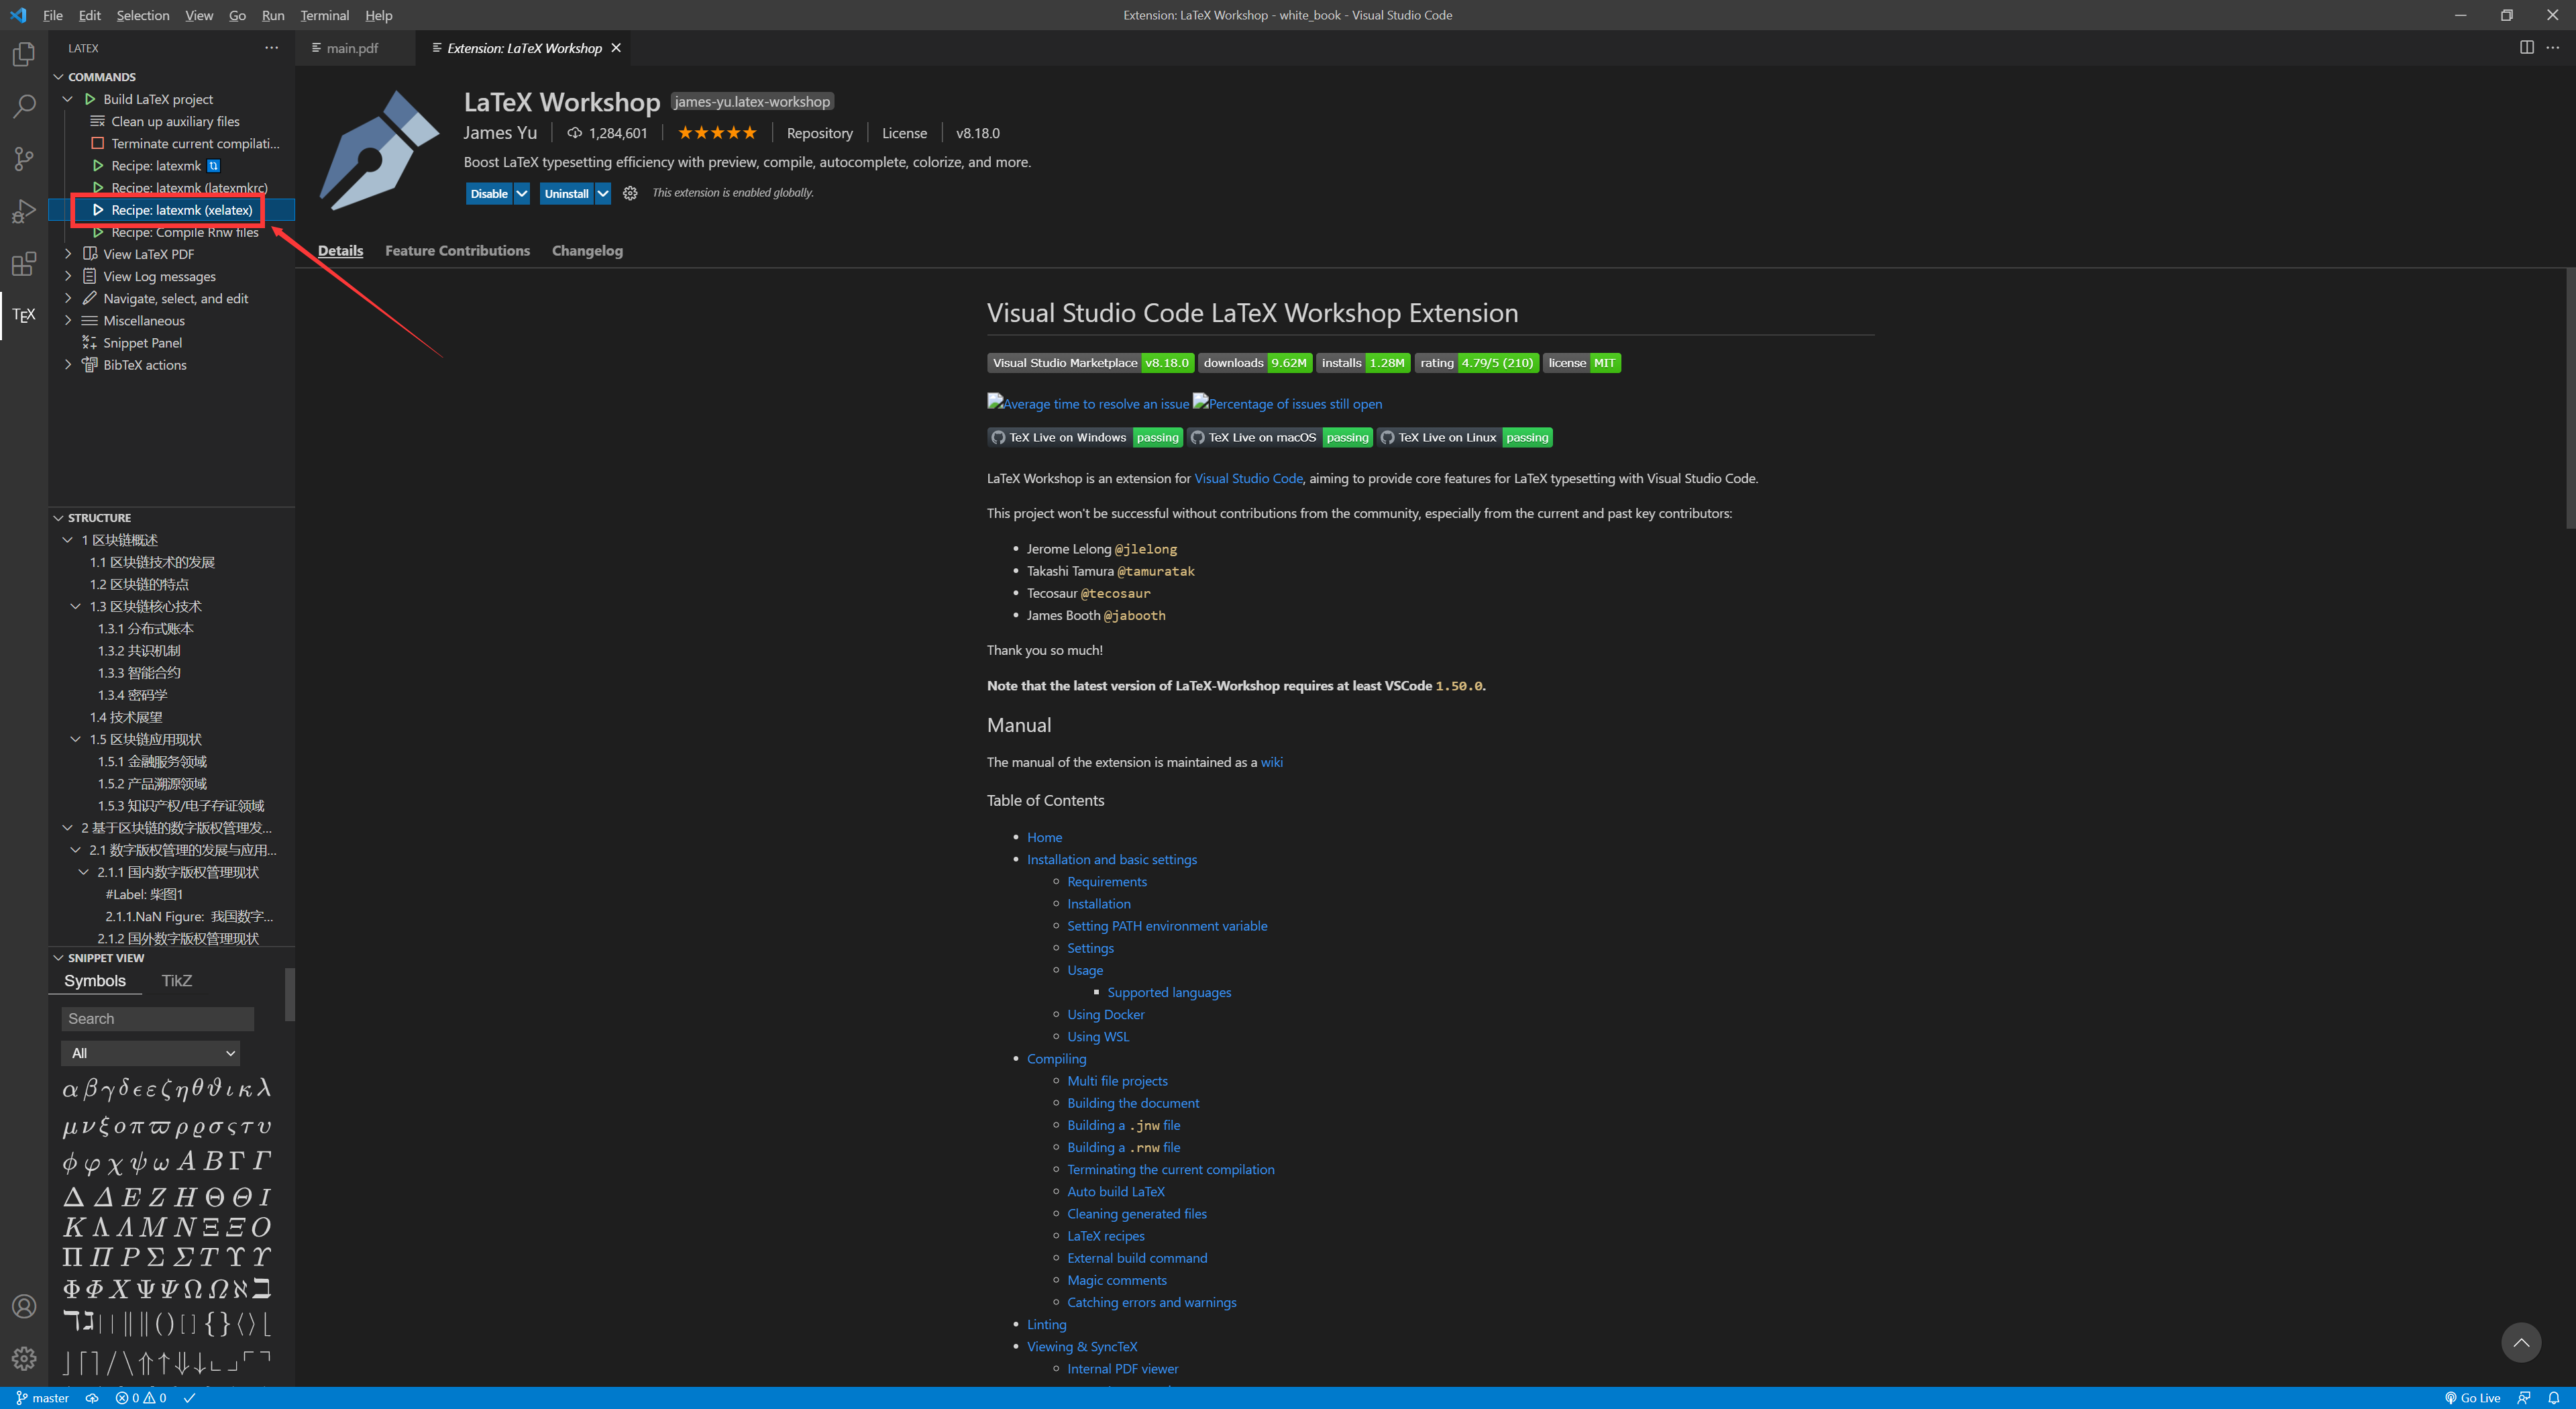 File Edit Selection View Go Run Terminal Help
Extension: LaTeX Workshop - white_book - Visual Studio Code
LATEX
COMMANDS
Build LaTeX project
Clean up auxiliary files
Terminate current compilati...
Recipe: latexmk
Recipe: latexmk (latexmkrc)
Recipe: latexmk (xelatex)
Recipe: Compile Rnw files
View LaTeX PDF
View Log messages
Navigate, select, and edit
Miscellaneous
Snippet Panel
BibTeX actions
TEX
STRUCTURE
1 区块链概述
1.1 区块链技术的发展
1.2 区块链的特点
1.3 区块链核心技术
1.3.1 分布式账本
1.3.2 共识机制
1.3.3 智能合约
1.3.4 密码学
1.4 技术展望
1.5 区块链应用现状
1.5.1 金融服务领域
1.5.2 产品溯源领域
1.5.3 知识产权/电子存证领域
2 基于区块链的数字版权管理发...
2.1 数字版权管理的发展与应用...
2.1.1 国内数字版权管理现状
#Label: 柴图1
2.1.1.NaN Figure: 我国数字...
2.1.2 国外数字版权管理现状
SNIPPET VIEW
Symbols TikZ
Search
All
α β γ δ ϵ ε ζ η θ ϑ ι κ λ
μ ν ξ ο π ϖ ρ ϱ σ ς τ υ
ϕ φ χ ψ ω A B Γ Γ
Δ Δ E Z H Θ Θ I
K Λ Λ M N Ξ Ξ O
Π Π P Σ Σ T Υ Υ
Φ Φ X Ψ Ψ Ω Ω ℵ ℶ
main.pdf
Extension: LaTeX Workshop
LaTeX Workshop james-yu.latex-workshop
James Yu 1,284,601 ★★★★★ Repository License v8.18.0
Boost LaTeX typesetting efficiency with preview, compile, autocomplete, colorize, and more.
Disable Uninstall This extension is enabled globally.
Details Feature Contributions Changelog
Visual Studio Code LaTeX Workshop Extension
Visual Studio Marketplace v8.18.0 downloads 9.62M installs 1.28M rating 4.79/5 (210) license MIT
Average time to resolve an issue Percentage of issues still open
TeX Live on Windows passing TeX Live on macOS passing TeX Live on Linux passing
LaTeX Workshop is an extension for Visual Studio Code, aiming to provide core features for LaTeX typesetting with Visual Studio Code.
This project won't be successful without contributions from the community, especially from the current and past key contributors:
• Jerome Lelong @jlelong
• Takashi Tamura @tamuratak
• Tecosaur @tecosaur
• James Booth @jabooth
Thank you so much!
Note that the latest version of LaTeX-Workshop requires at least VSCode 1.50.0.
Manual
The manual of the extension is maintained as a wiki
Table of Contents
• Home
• Installation and basic settings
Requirements
Installation
Setting PATH environment variable
Settings
Usage
Supported languages
Using Docker
Using WSL
• Compiling
Multi file projects
Building the document
Building a .jnw file
Building a .rnw file
Terminating the current compilation
Auto build LaTeX
Cleaning generated files
LaTeX recipes
External build command
Magic comments
Catching errors and warnings
• Linting
• Viewing & SyncTeX
Internal PDF viewer
master 0 0
Go Live